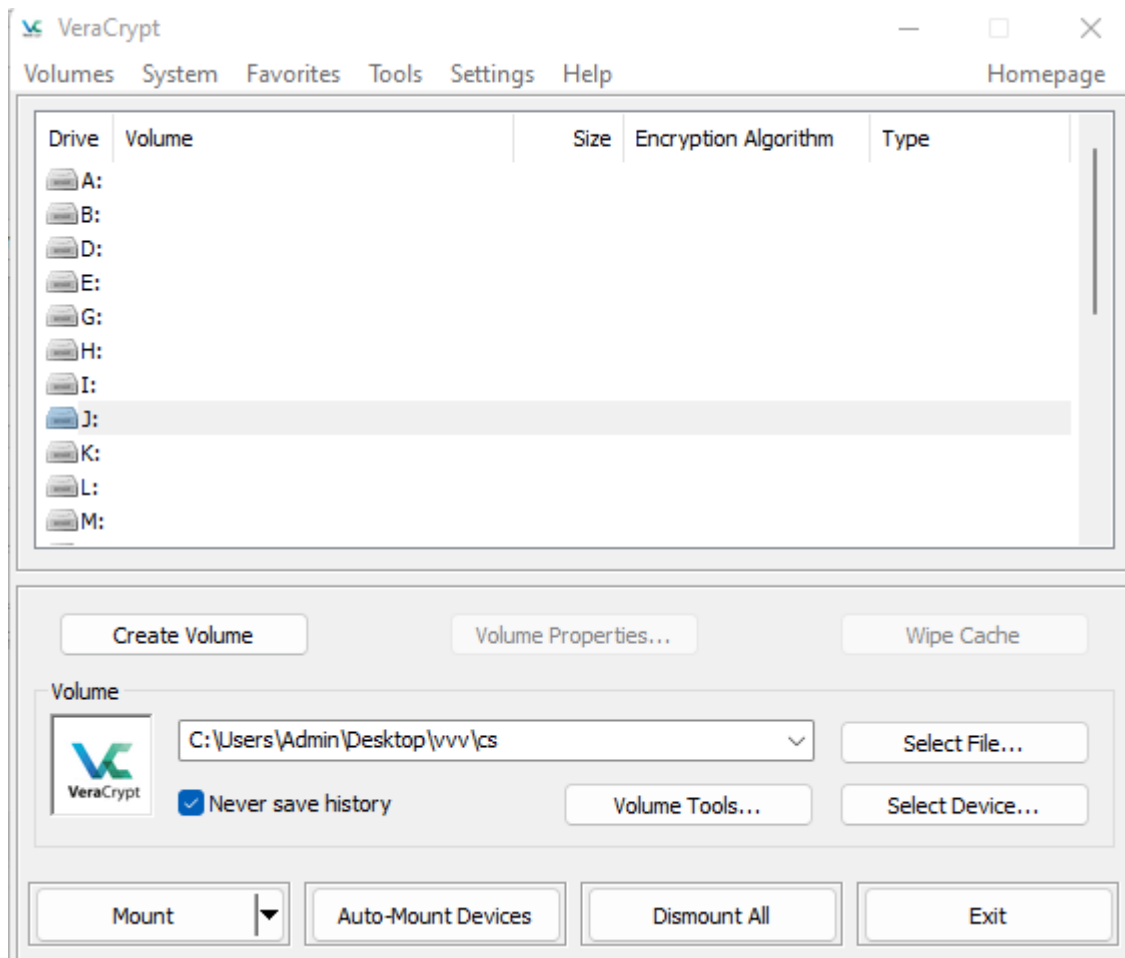 VeraCrypt
Volumes System Favorites Tools Settings Help Homepage
Drive Volume Size Encryption Algorithm Type
A:
B:
D:
E:
G:
H:
I:
J:
K:
L:
M:
Create Volume Volume Properties... Wipe Cache
Volume
C:\Users\Admin\Desktop\vvv\cs Select File...
VeraCrypt
Never save history Volume Tools... Select Device...
Mount Auto-Mount Devices Dismount All Exit